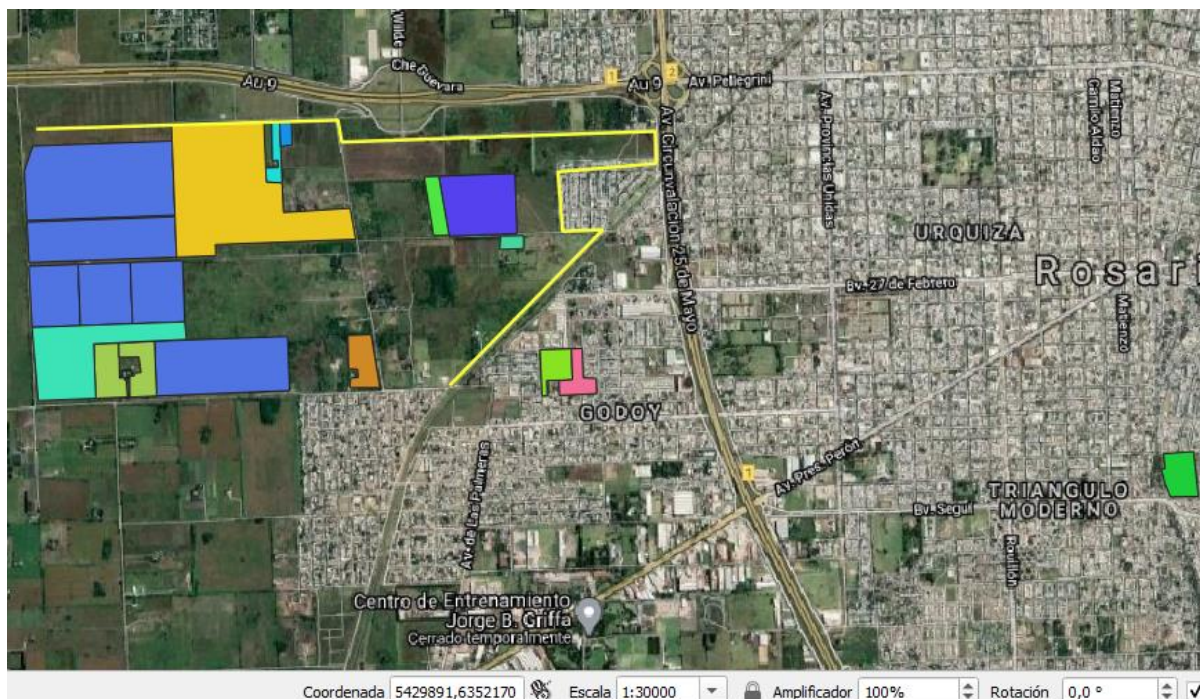 Wilde
Che Guevara
Au 9
1
Au 9
2
Av. Pellegrini
Av. Circunvalación 25 de Mayo
Av. Provincias Unidas
Matienzo
Camilo Aldao
URQUIZA
Rosari
Bv. 27 de Febrero
Matienzo
GODOY
Av. de Las Palmeras
1
Av. Pres. Perón
TRIANGULO
MODERNO
Bv. Seguí
Rouillón
Centro de Entrenamiento
Jorge B. Griffa
Cerrado temporalmente
Coordenada 5429891,6352170 Escala 1:30000 Amplificador 100% Rotación 0,0 °